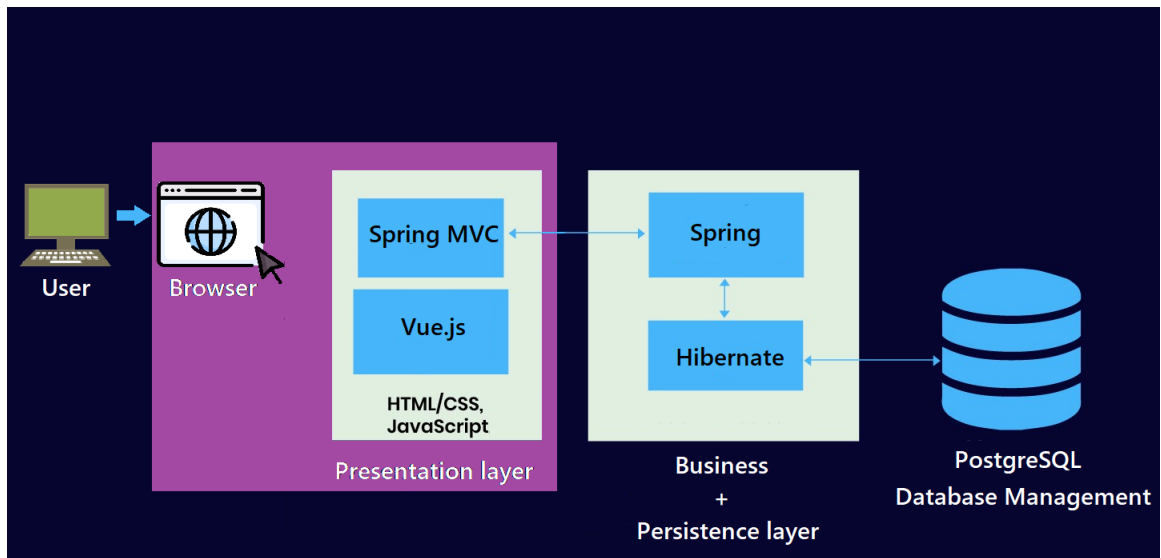 User
Browser
Spring MVC
Vue.js
HTML/CSS,
JavaScript
Presentation layer
Spring
Hibernate
Business
+
Persistence layer
PostgreSQL
Database Management